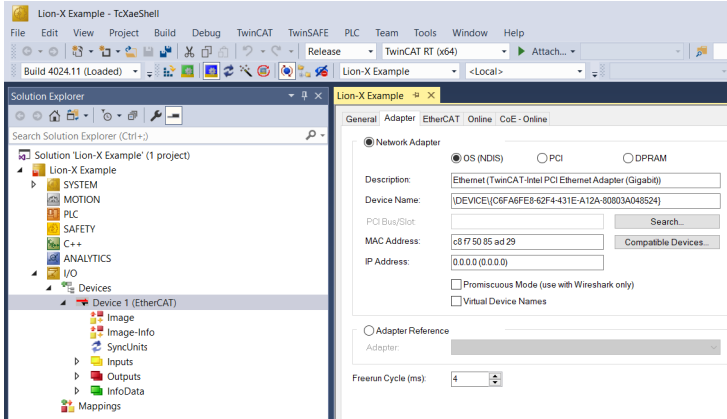 Lion-X Example - TcXaeShell
File Edit View Project Build Debug TwinCAT TwinSAFE PLC Team Tools Window Help
Release TwinCAT RT (x64) Attach...
Build 4024.11 (Loaded) Lion-X Example <Local>
Solution Explorer
Search Solution Explorer (Ctrl+;)
Solution 'Lion-X Example' (1 project)
Lion-X Example
SYSTEM
MOTION
PLC
SAFETY
C++
ANALYTICS
I/O
Devices
Device 1 (EtherCAT)
Image
Image-Info
SyncUnits
Inputs
Outputs
InfoData
Mappings
Lion-X Example
General Adapter EtherCAT Online CoE - Online
Network Adapter
OS (NDIS) PCI DPRAM
Description: Ethernet (TwinCAT-Intel PCI Ethernet Adapter (Gigabit))
Device Name: \DEVICE\{C6FA6FE8-62F4-431E-A12A-80803A048524}
PCI Bus/Slot: Search...
MAC Address: c8 f7 50 85 ad 29 Compatible Devices...
IP Address: 0.0.0.0 (0.0.0.0)
Promiscuous Mode (use with Wireshark only)
Virtual Device Names
Adapter Reference
Adapter:
Freerun Cycle (ms): 4